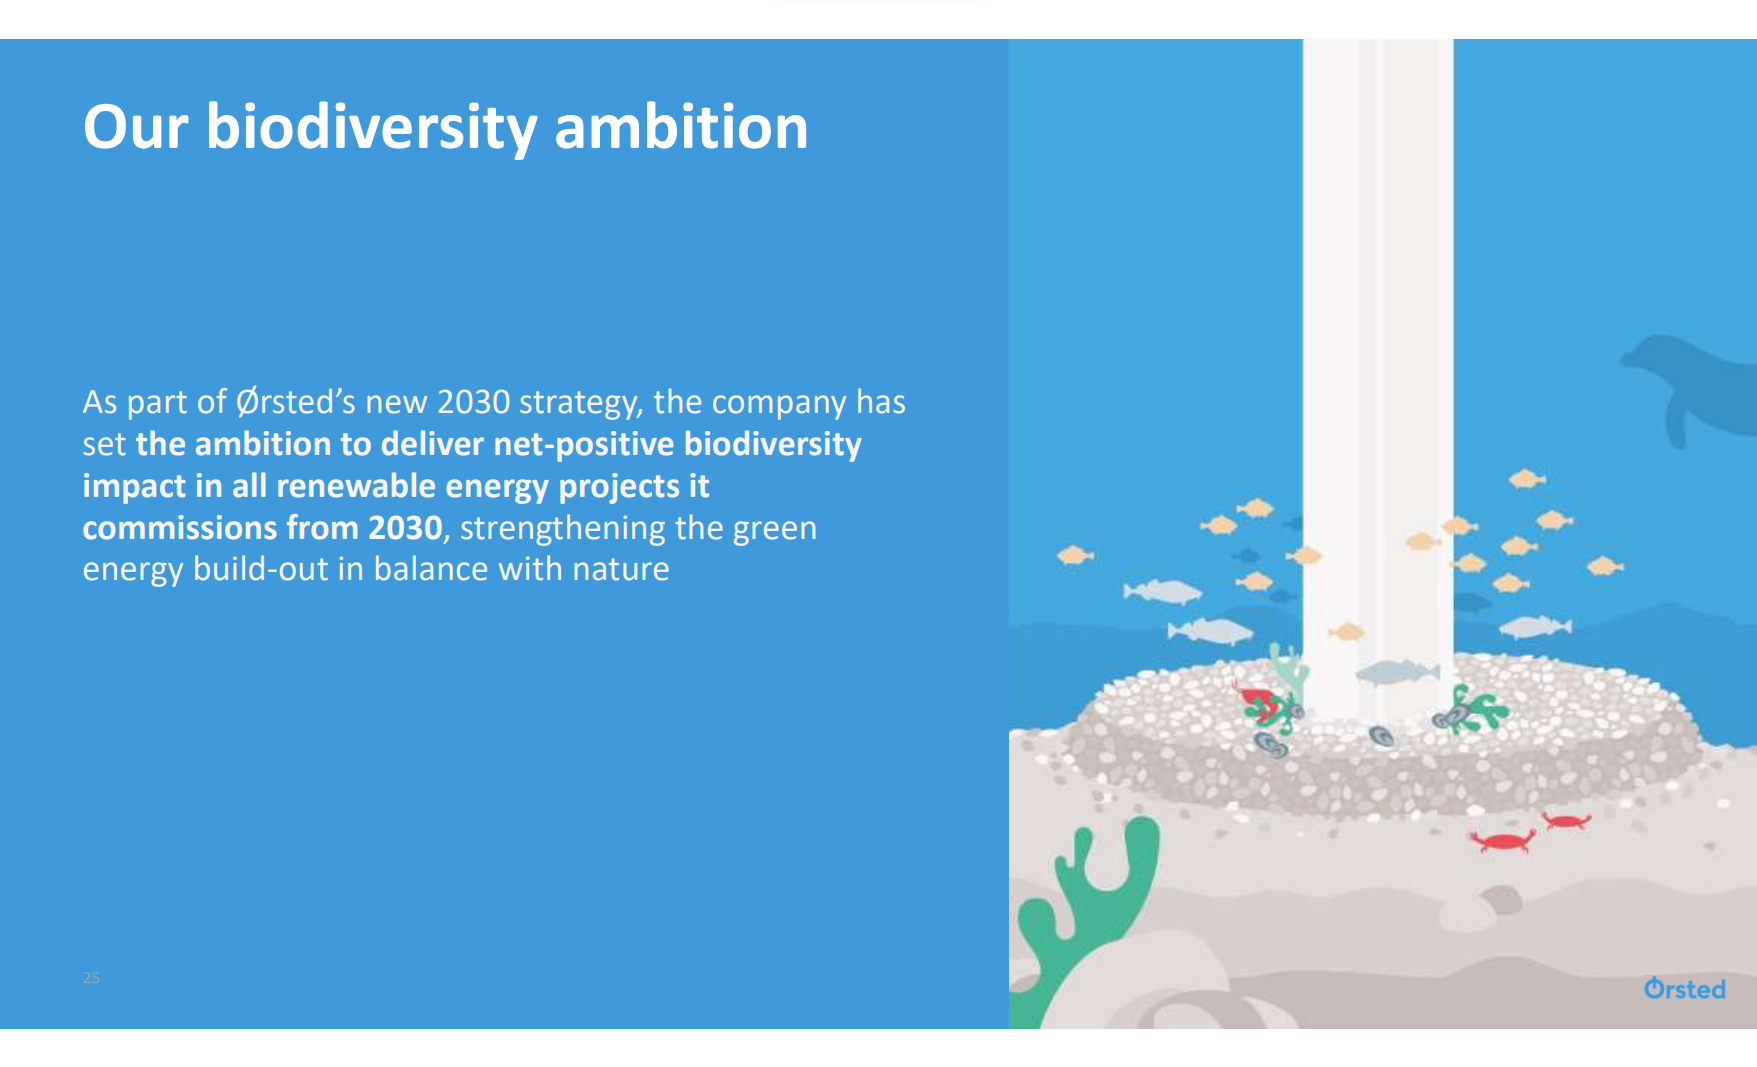 Our biodiversity ambition
As part of Ørsted’s new 2030 strategy, the company has
set the ambition to deliver net-positive biodiversity
impact in all renewable energy projects it
commissions from 2030, strengthening the green
energy build-out in balance with nature
25
Ørsted